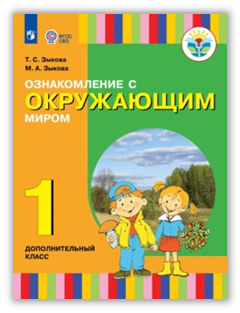 ФГОС
ОВЗ
Т. С. Зыкова
М. А. Зыкова
ОЗНАКОМЛЕНИЕ С
ОКРУЖАЮЩИМ
МИРОМ
1
ДОПОЛНИТЕЛЬНЫЙ
КЛАСС